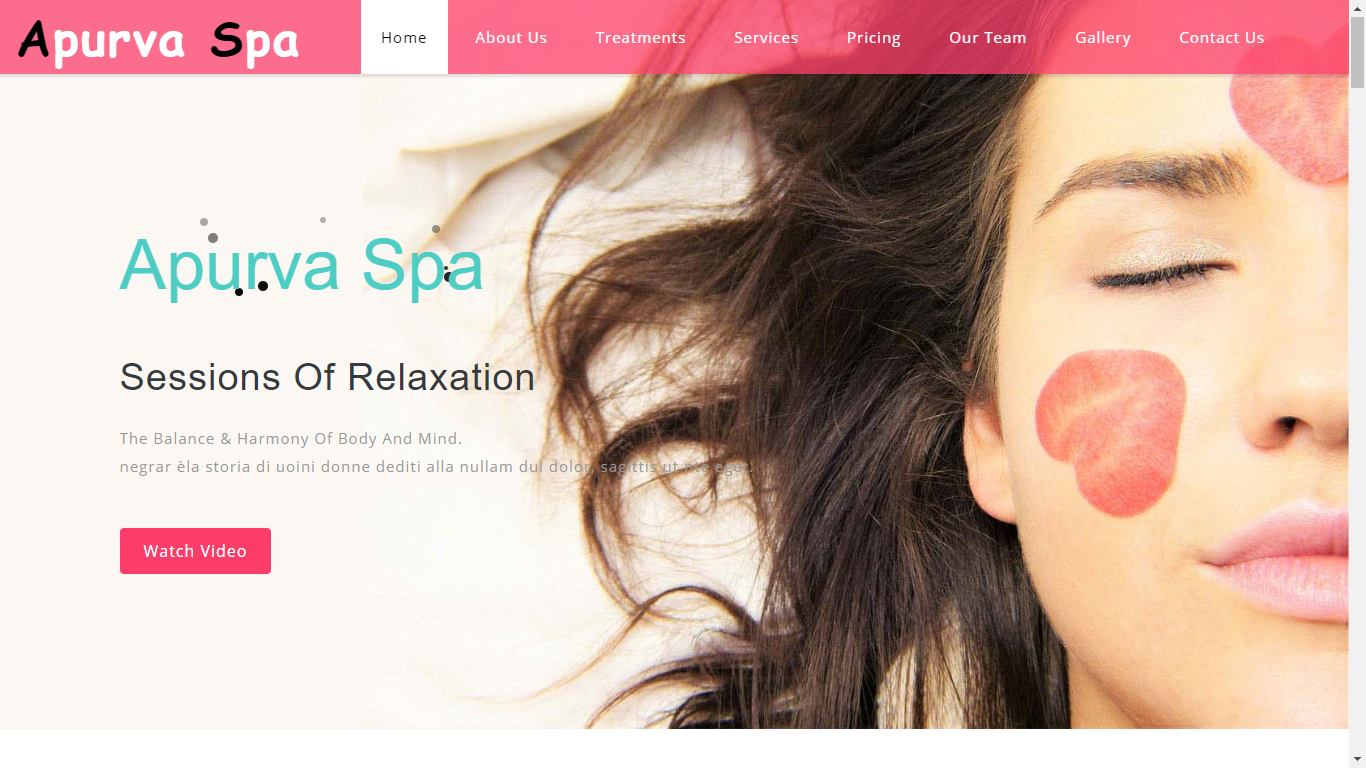 Apurva Spa
Home
About Us
Treatments
Services
Pricing
Our Team
Gallery
Contact Us
Apurva Spa
Sessions Of Relaxation
The Balance & Harmony Of Body And Mind.
negrar èla storia di uoini donne dediti alla nullam dui dolor, sagittis ut nec eget.
Watch Video